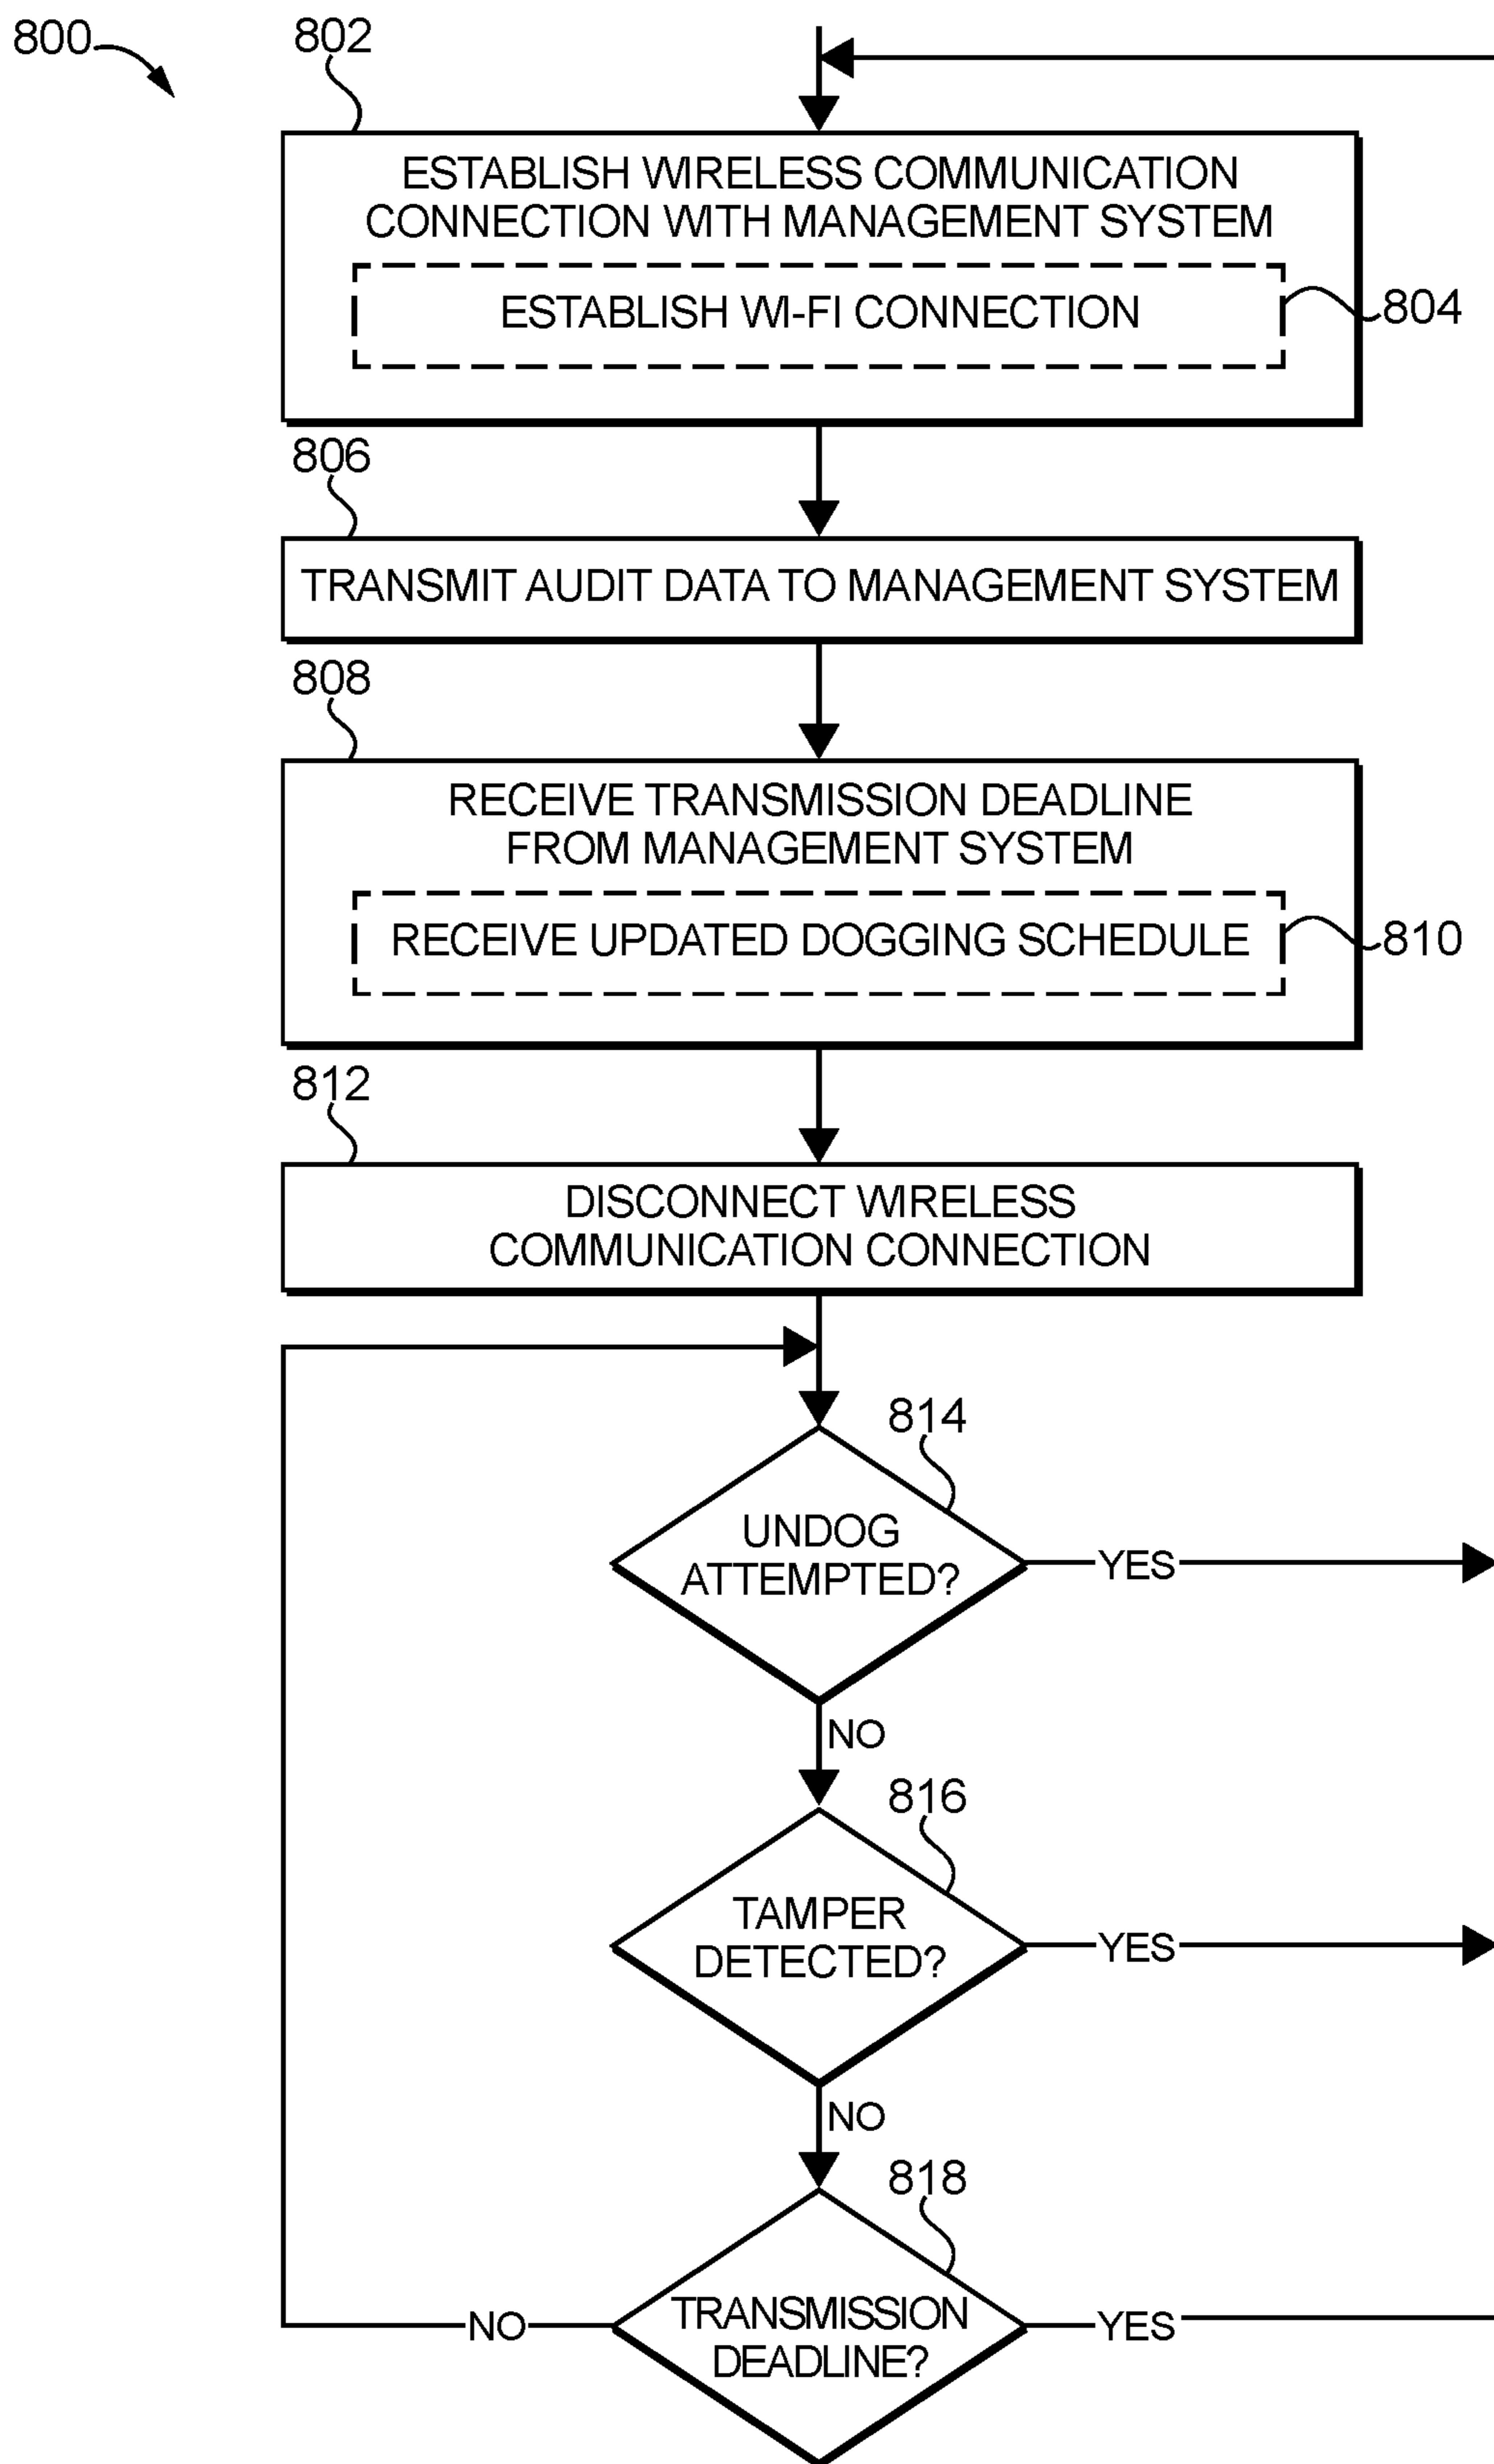 800
802
ESTABLISH WIRELESS COMMUNICATION
CONNECTION WITH MANAGEMENT SYSTEM
ESTABLISH WI-FI CONNECTION
804
806
TRANSMIT AUDIT DATA TO MANAGEMENT SYSTEM
808
RECEIVE TRANSMISSION DEADLINE
FROM MANAGEMENT SYSTEM
RECEIVE UPDATED DOGGING SCHEDULE
810
812
DISCONNECT WIRELESS
COMMUNICATION CONNECTION
814
UNDOG
ATTEMPTED?
YES
NO
816
TAMPER
DETECTED?
YES
NO
818
TRANSMISSION
DEADLINE?
NO
YES